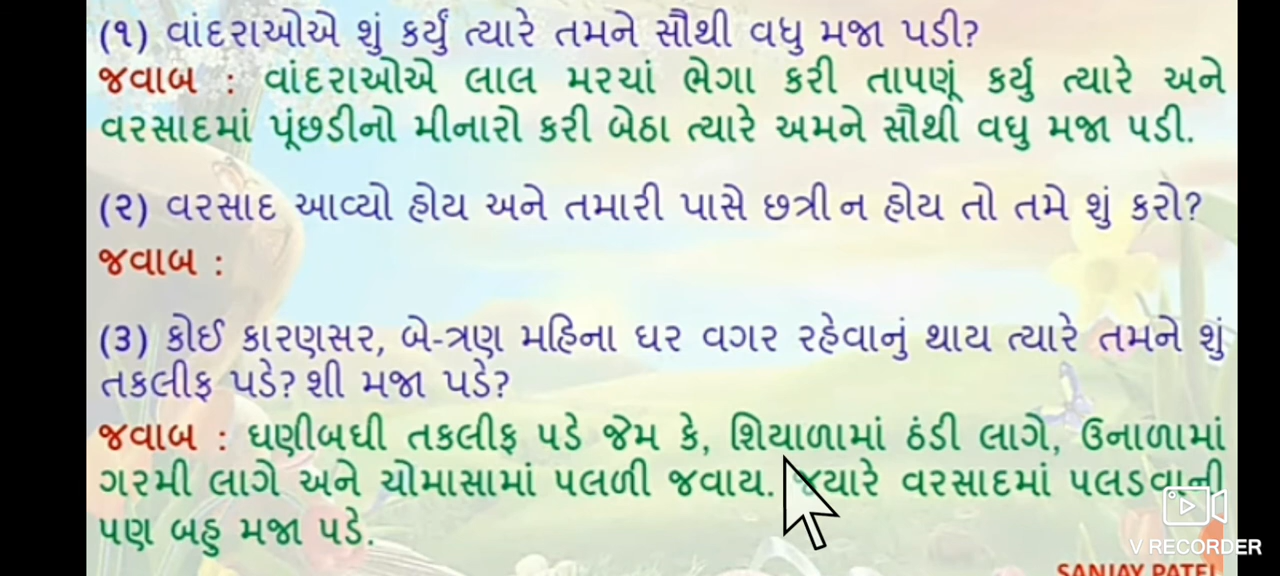 (૧) વાંદરાઓએ શું કર્યું ત્યારે તમને સૌથી વધુ મજા પડી?
જવાબ : વાંદરાઓએ લાલ મરચાં ભેગા કરી તાપણૂં કર્યુ ત્યારે અને
વરસાદમાં પૂંછડીનો મીનારો કરી બેઠા ત્યારે અમને સૌથી વધુ મજા પડી.
(૨) વરસાદ આવ્યો હોય અને તમારી પાસે છત્રી ન હોય તો તમે શું કરો?
જવાબ :
(૩) કોઈ કારણસર, બે-ત્રણ મહિના ઘર વગર રહેવાનું થાય ત્યારે તમને શું
તકલીફ પડે? શી મજા પડે?
જવાબ : ઘણીબધી તકલીફ પડે જેમ કે, શિયાળામાં ઠંડી લાગે, ઉનાળામાં
ગરમી લાગે અને ચોમાસામાં પલળી જવાય. જયારે વરસાદમાં પલડવાની
પણ બહુ મજા પડે.
V RECORDER
SANJAY PATEL